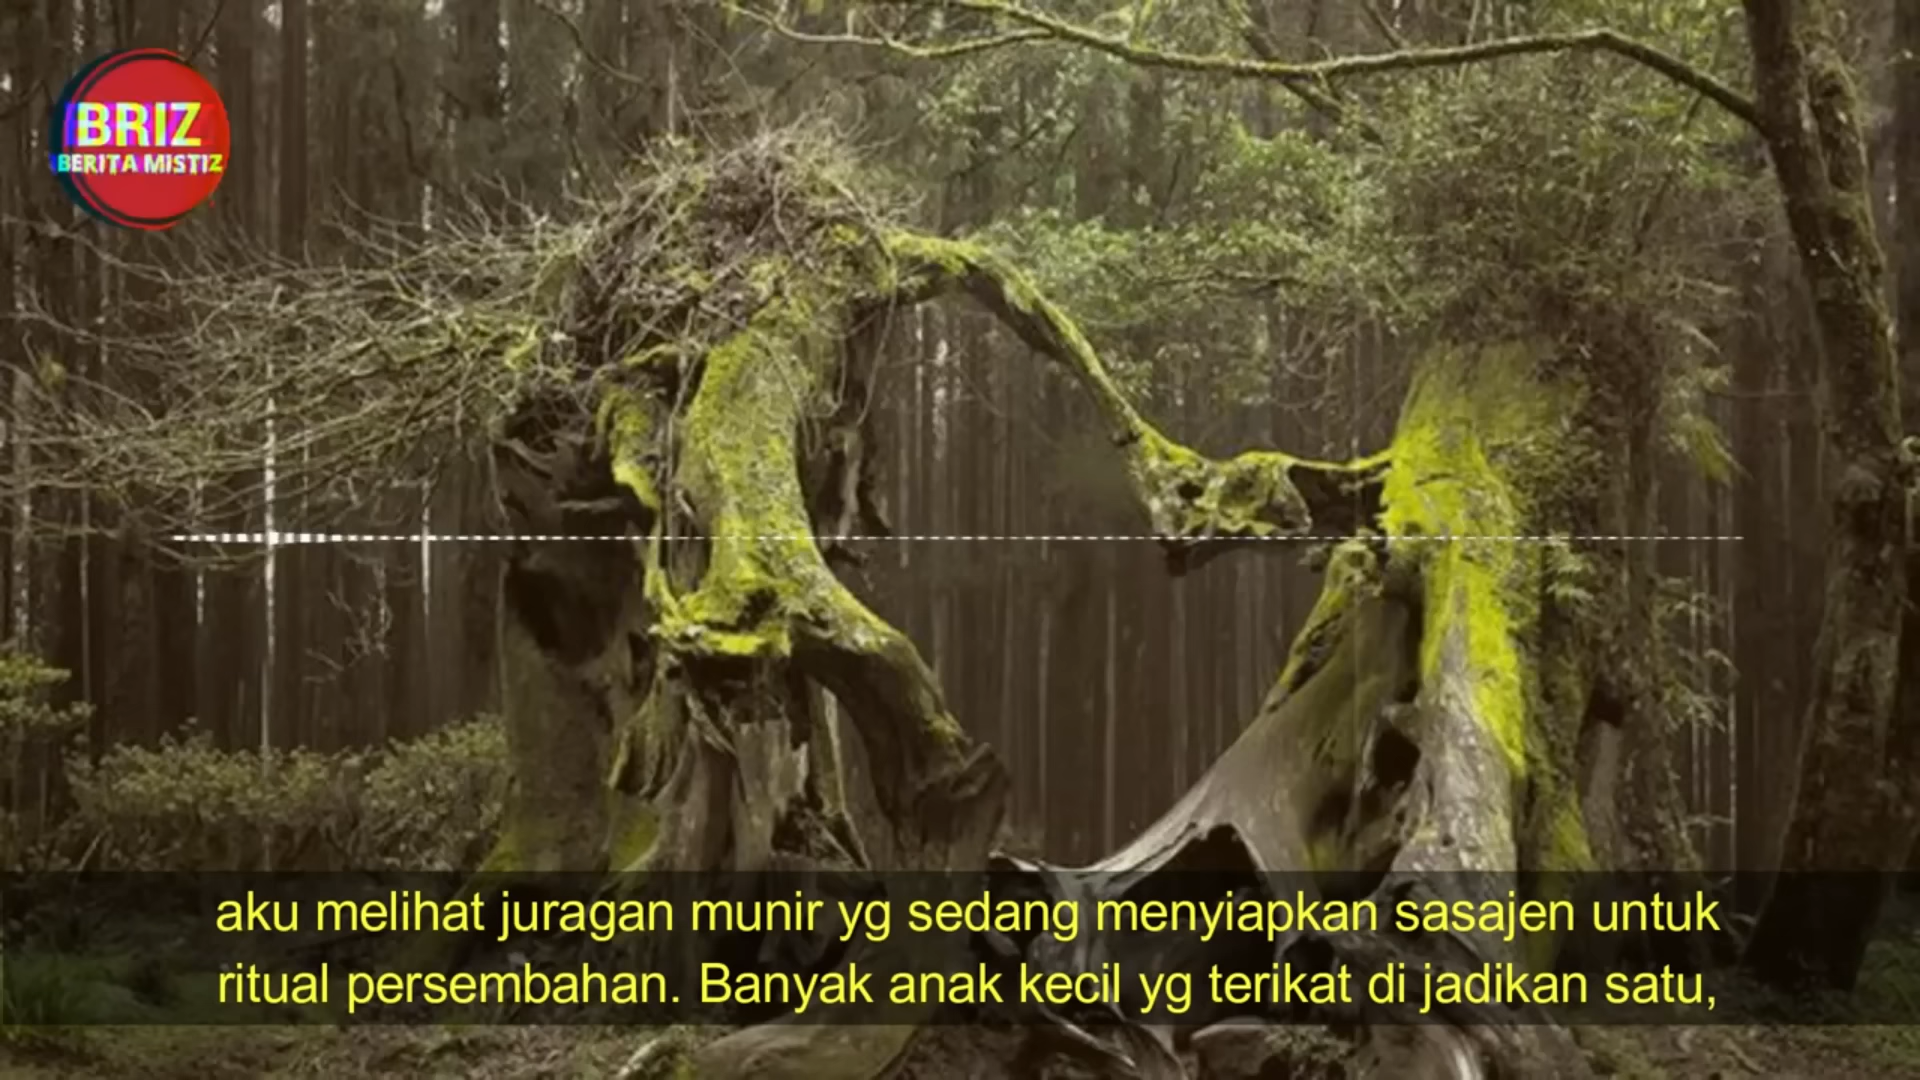 BRIZ
BERITA MISTIZ
aku melihat juragan munir yg sedang menyiapkan sasajen untuk
ritual persembahan. Banyak anak kecil yg terikat di jadikan satu,